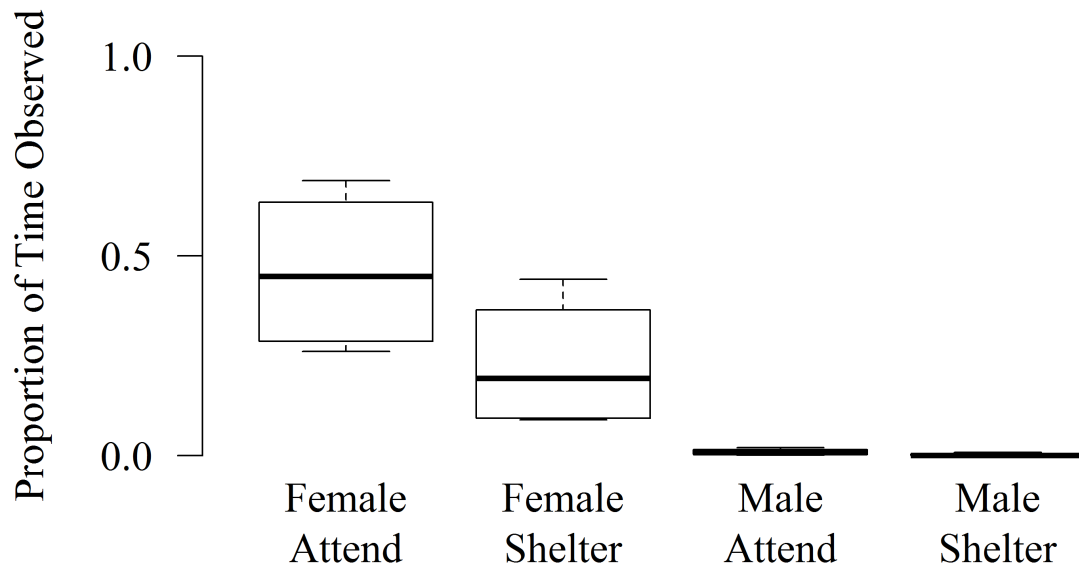 Proportion of Time Observed
1.0
0.5
0.0
Female
Attend
Female
Shelter
Male
Attend
Male
Shelter